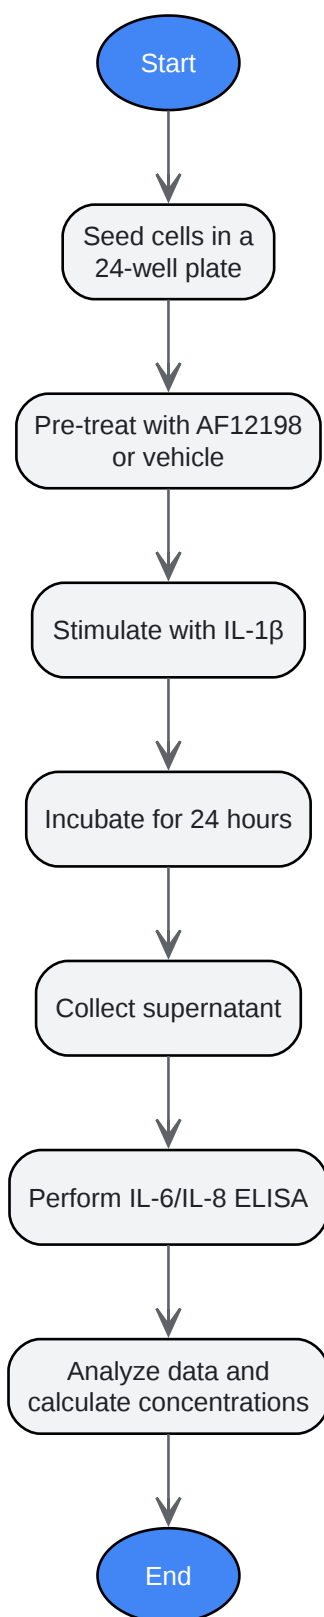 Start
Seed cells in a
24-well plate
Pre-treat with AF12198
or vehicle
Stimulate with IL-1β
Incubate for 24 hours
Collect supernatant
Perform IL-6/IL-8 ELISA
Analyze data and
calculate concentrations
End